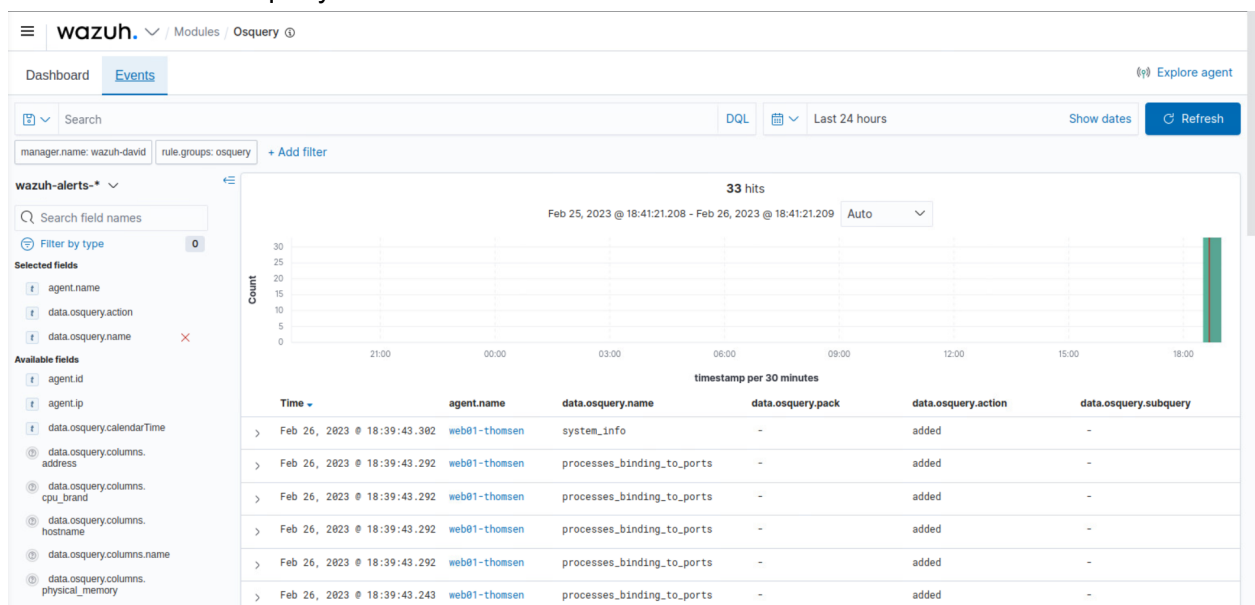 wazuh. / Modules / Osquery
Dashboard Events Explore agent
Search DQL Last 24 hours Show dates Refresh
manager.name: wazuh-david rule.groups: osquery + Add filter
wazuh-alerts-*
Search field names
Filter by type 0
Selected fields
t agent.name
t data.osquery.action
t data.osquery.name
Available fields
t agent.id
t agent.ip
t data.osquery.calendarTime
data.osquery.columns.
address
data.osquery.columns.
cpu_brand
data.osquery.columns.
hostname
data.osquery.columns.name
data.osquery.columns.
physical_memory
33 hits
Feb 25, 2023 @ 18:41:21.208 - Feb 26, 2023 @ 18:41:21.209 Auto
Count
30
25
20
15
10
5
0
21:00 00:00 03:00 06:00 09:00 12:00 15:00 18:00
timestamp per 30 minutes
Time agent.name data.osquery.name data.osquery.pack data.osquery.action data.osquery.subquery
Feb 26, 2023 @ 18:39:43.302 web01-thomsen system_info - added -
Feb 26, 2023 @ 18:39:43.292 web01-thomsen processes_binding_to_ports - added -
Feb 26, 2023 @ 18:39:43.292 web01-thomsen processes_binding_to_ports - added -
Feb 26, 2023 @ 18:39:43.292 web01-thomsen processes_binding_to_ports - added -
Feb 26, 2023 @ 18:39:43.292 web01-thomsen processes_binding_to_ports - added -
Feb 26, 2023 @ 18:39:43.243 web01-thomsen processes_binding_to_ports - added -